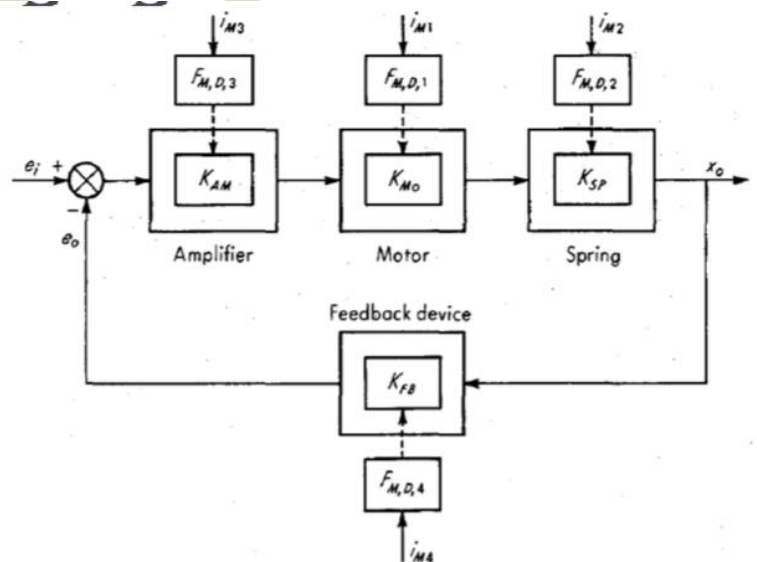 i_M3 i_M1 i_M2
F_M,D,3 F_M,D,1 F_M,D,2
e_i + K_AM K_Mo K_SP x_o
−
e_o
Amplifier Motor Spring
Feedback device
K_FB
F_M,D,4
i_M4